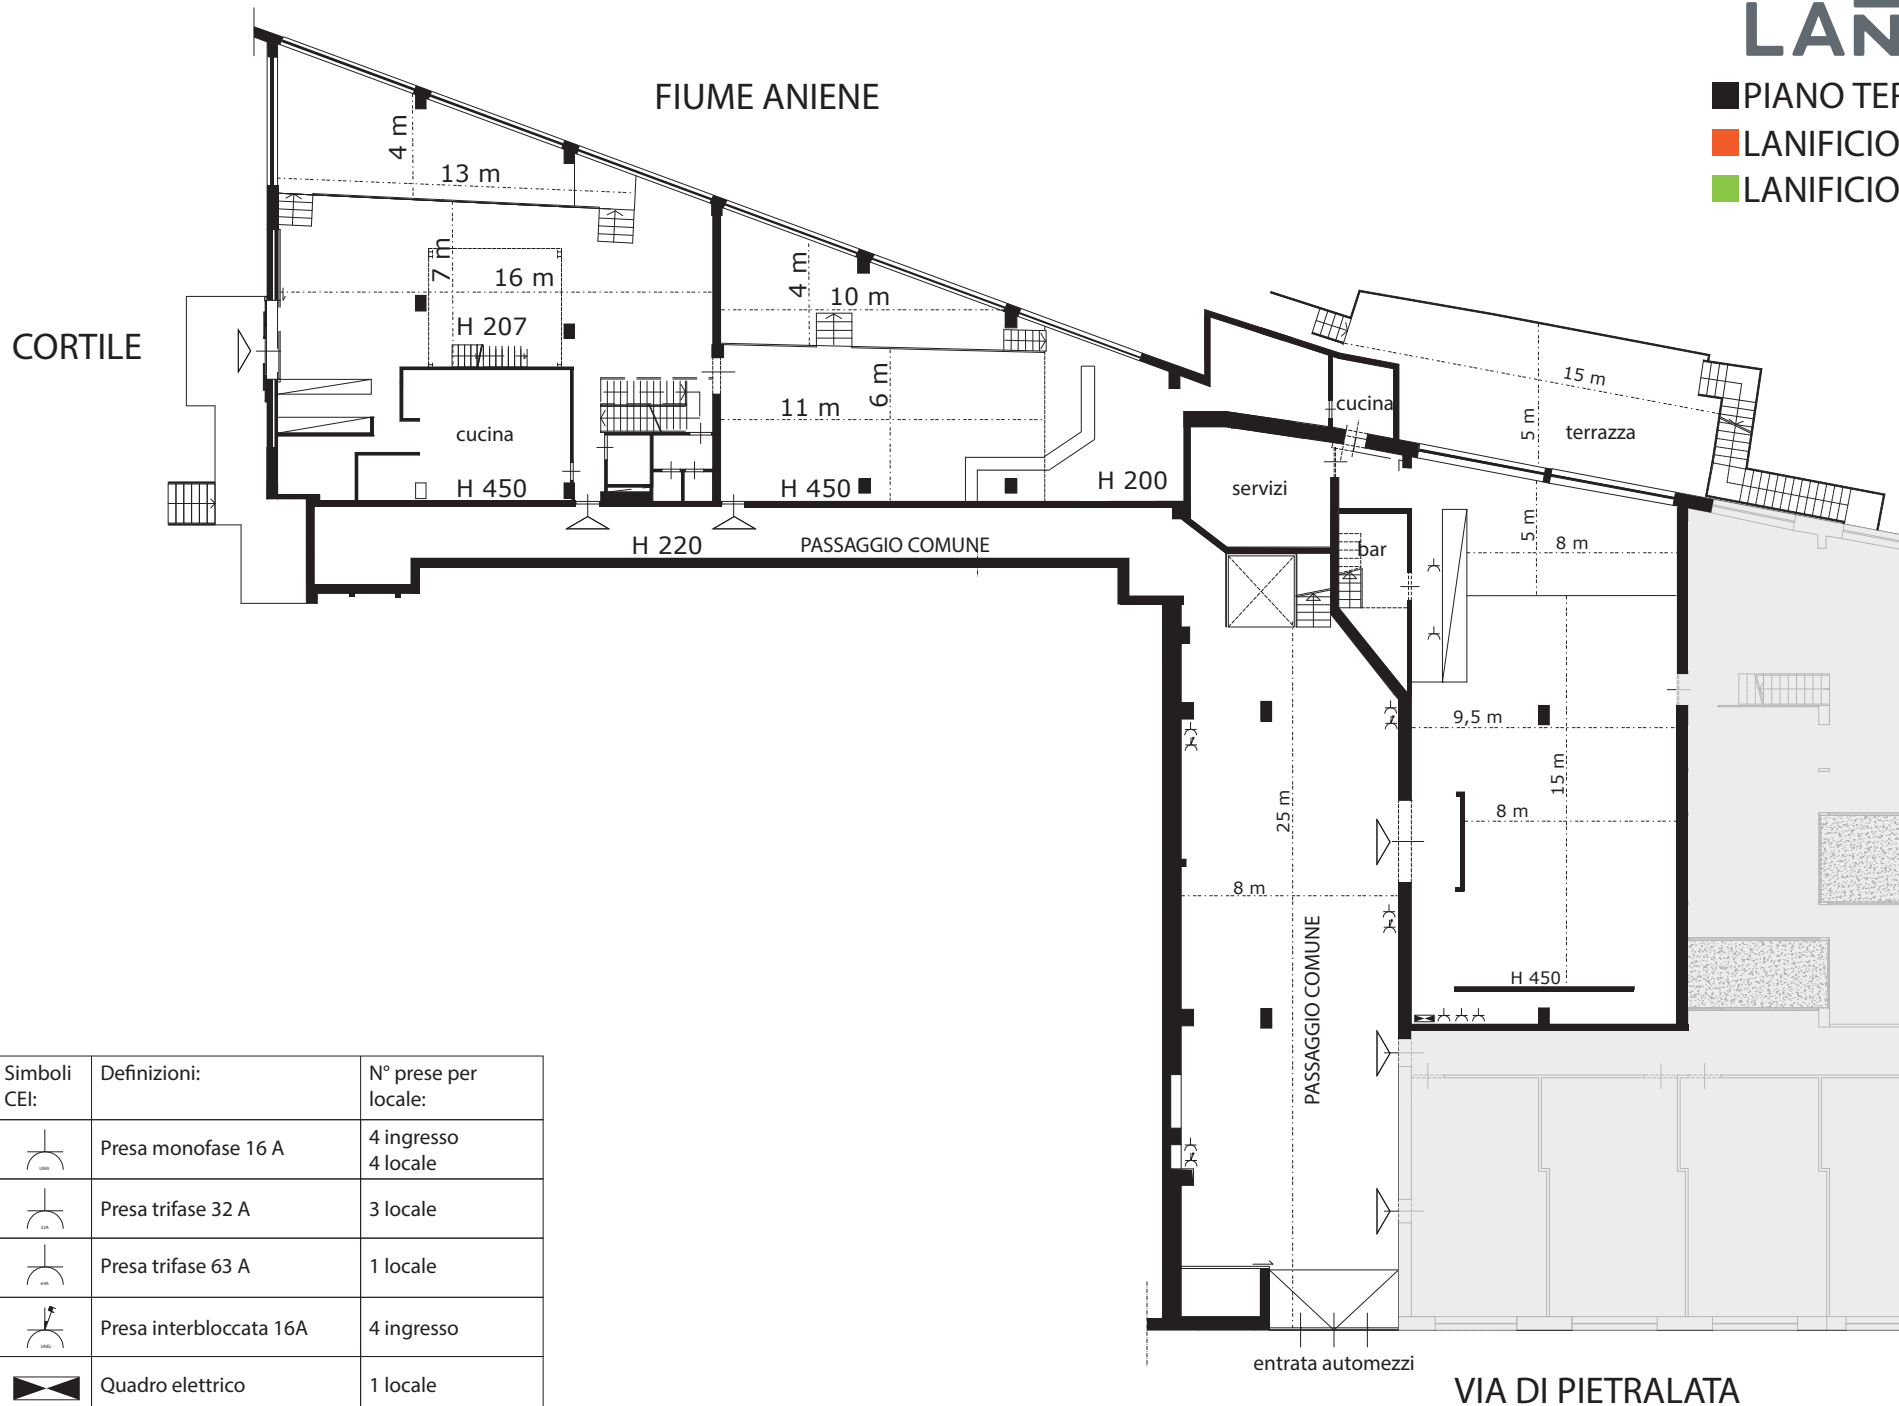 FIUME ANIENE
PIANO
LANIFICIO
LANIFICIO
4 m
13 m
7 m
16 m
H 207
4 m
10 m
CORTILE
11 m
6 m
cucina
H 450
H 450
H 200
cucina
15 m
5 m
terrazza
servizi
bar
5 m
8 m
H 220
PASSAGGIO COMUNE
9,5 m
15 m
8 m
25 m
8 m
H 450
PASSAGGIO COMUNE
Simboli CEI:
Definizioni:
N° prese per locale:
Presa monofase 16 A
4 ingresso
4 locale
Presa trifase 32 A
3 locale
Presa trifase 63 A
1 locale
Presa interbloccata 16A
4 ingresso
Quadro elettrico
1 locale
entrata automezzi
VIA DI PIETRALATA